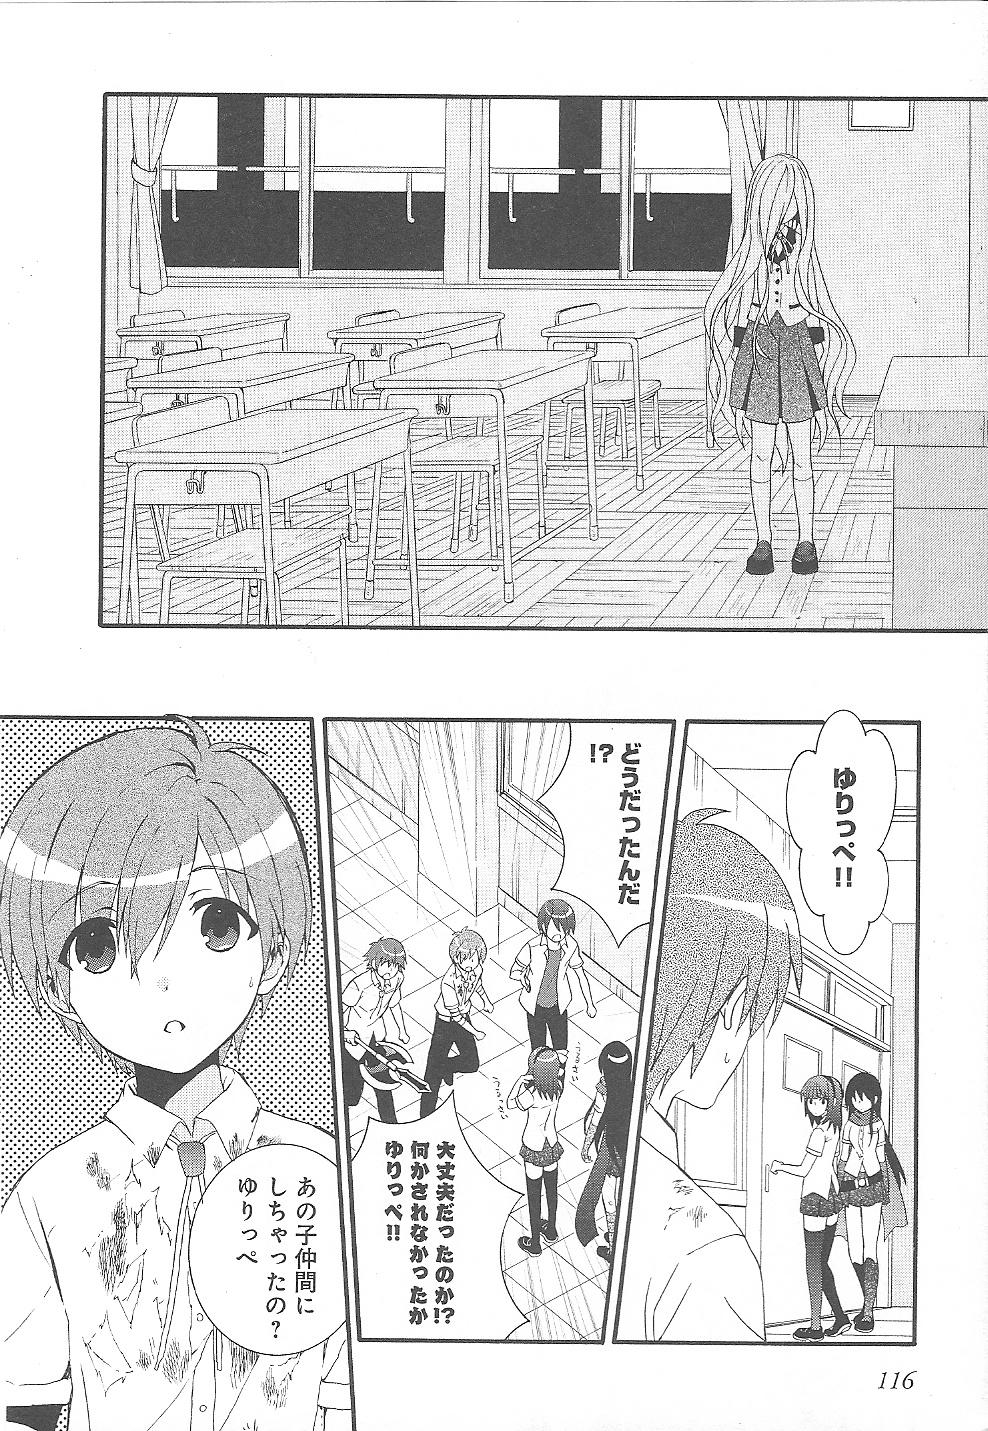 ゆりっぺ!!
どうだったんだ
!?
大丈夫だったのか!?
何かされなかったか
ゆりっぺ!!
あの子仲間に
しちゃったの?
ゆりっぺ
116